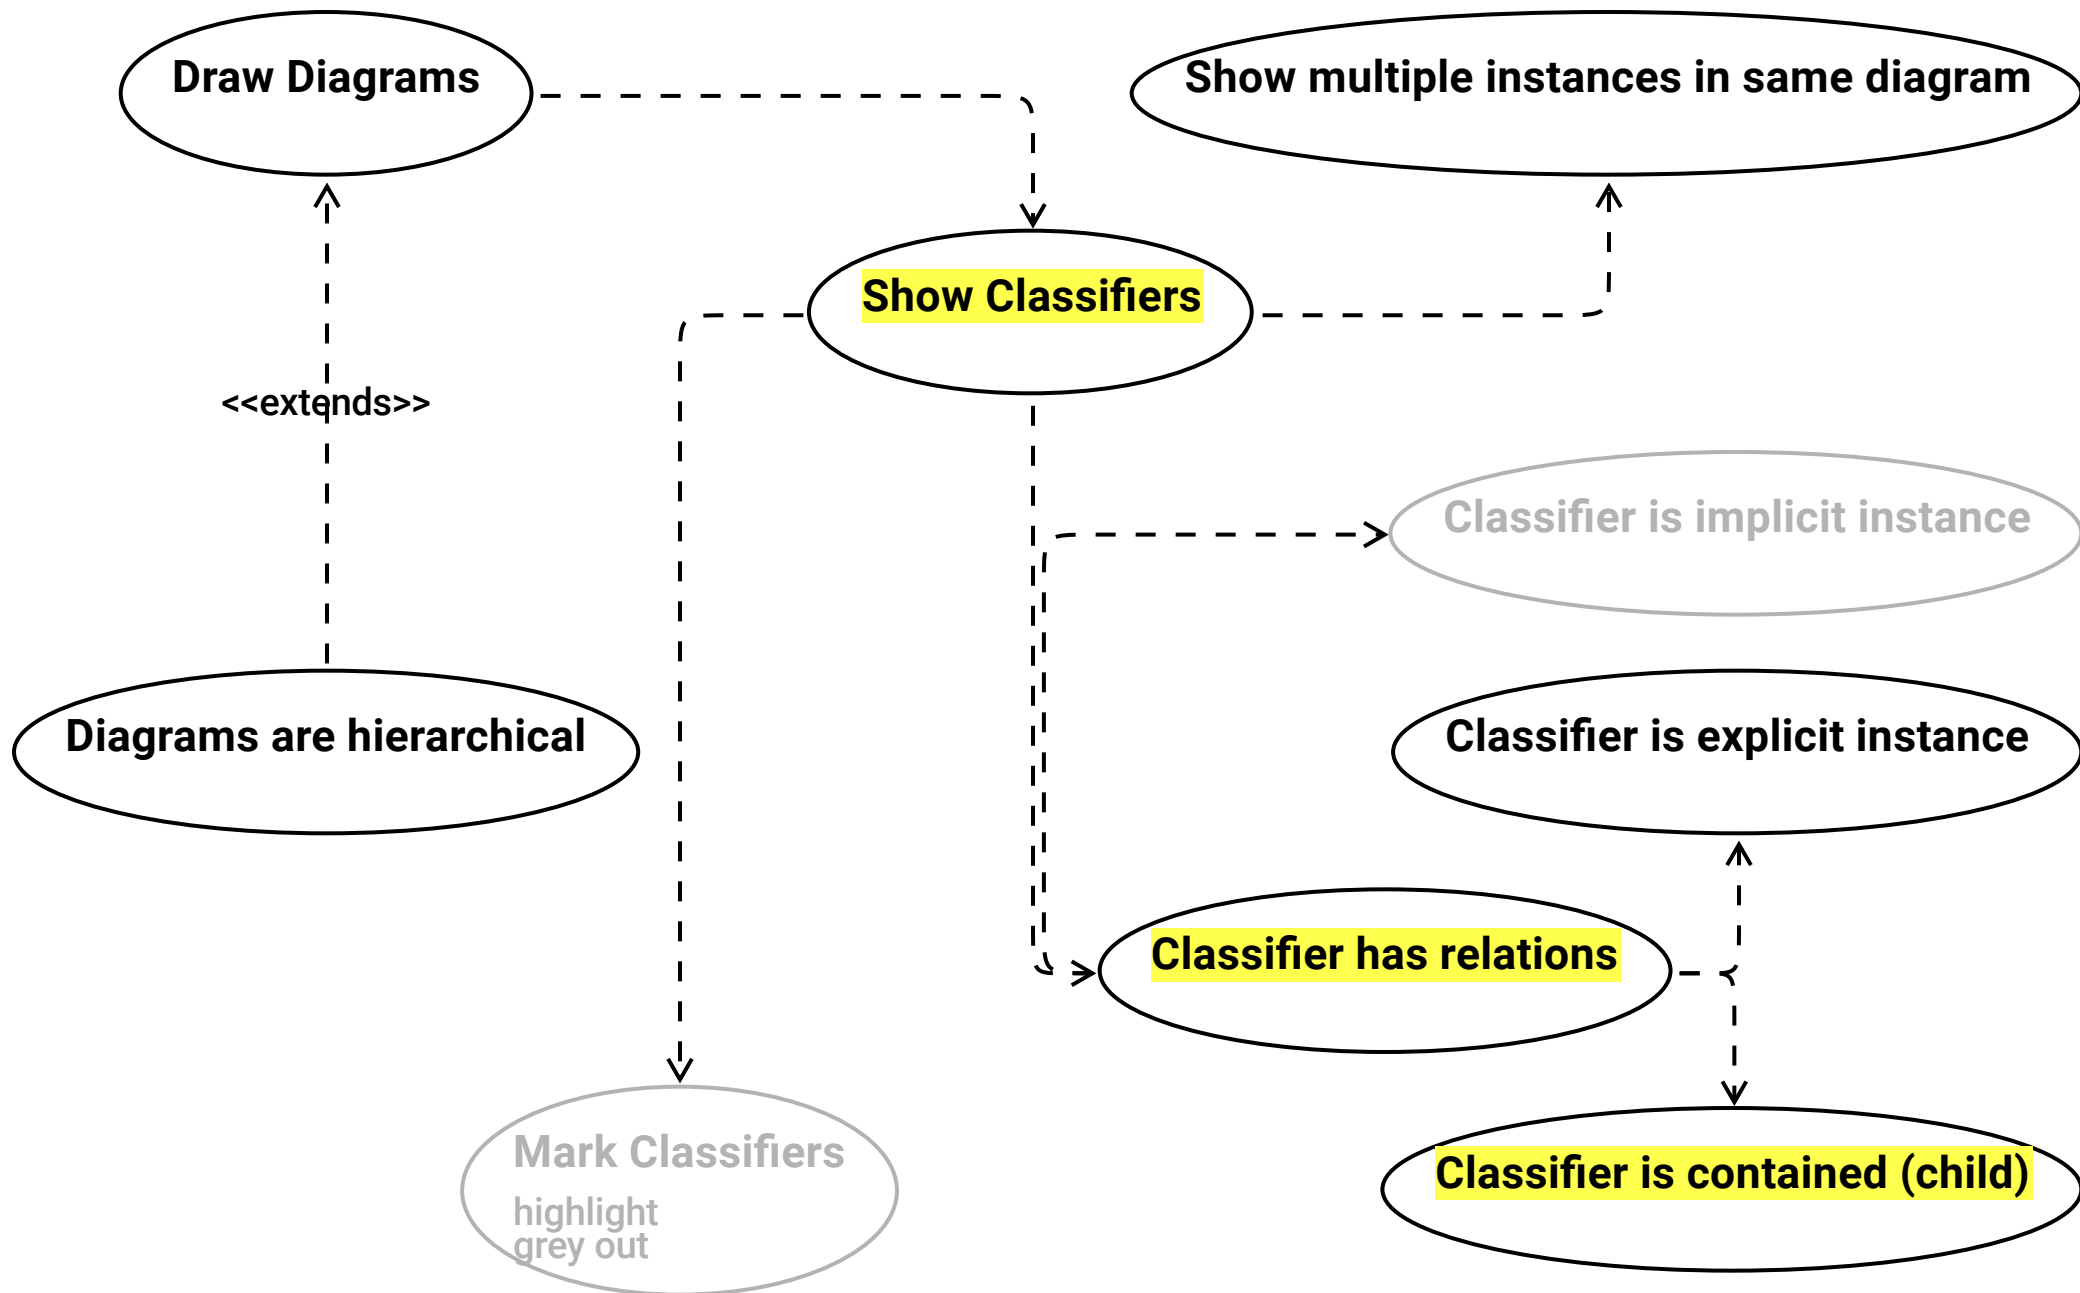 Draw Diagrams
Show multiple instances in same diagram
Show Classifiers
<<extends>>
Classifier is implicit instance
Diagrams are hierarchical
Classifier is explicit instance
Classifier has relations
Mark Classifiers
highlight
grey out
Classifier is contained (child)